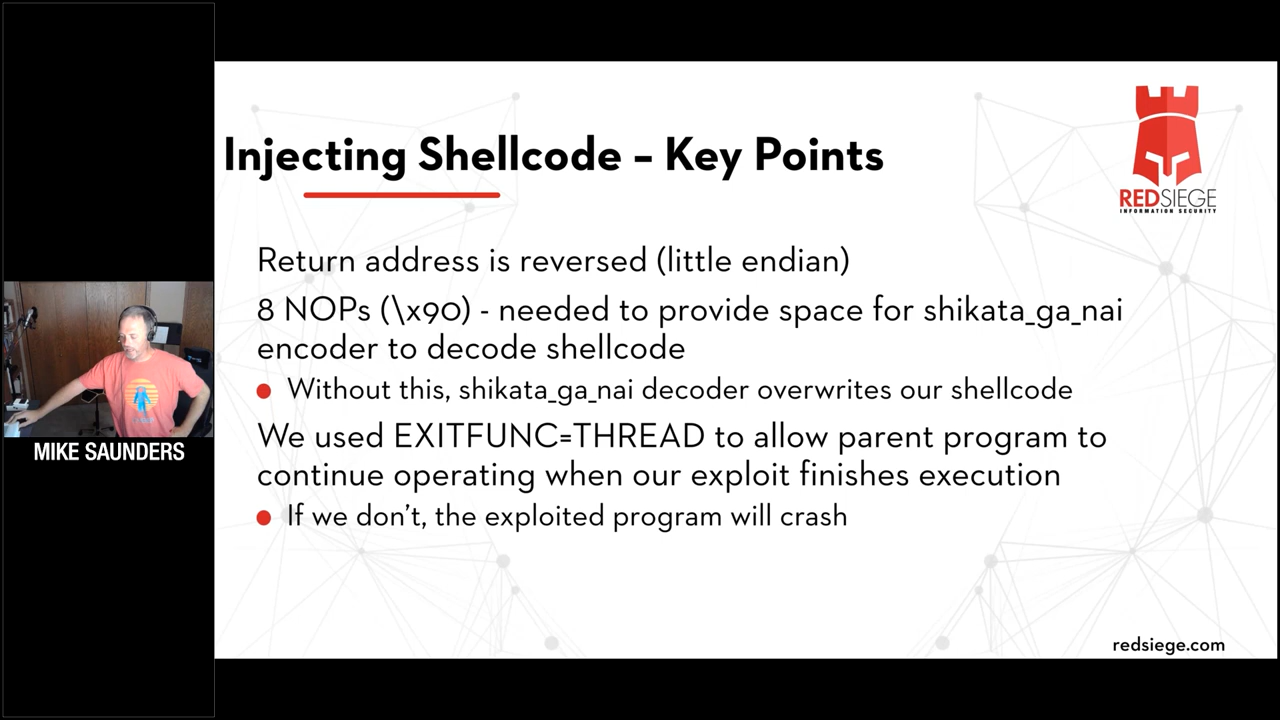 Injecting Shellcode – Key Points
REDSIEGE
INFORMATION SECURITY
Return address is reversed (little endian)
8 NOPs (\x90) - needed to provide space for shikata_ga_nai
encoder to decode shellcode
Without this, shikata_ga_nai decoder overwrites our shellcode
We used EXITFUNC=THREAD to allow parent program to
continue operating when our exploit finishes execution
If we don't, the exploited program will crash
MIKE SAUNDERS
redsiege.com